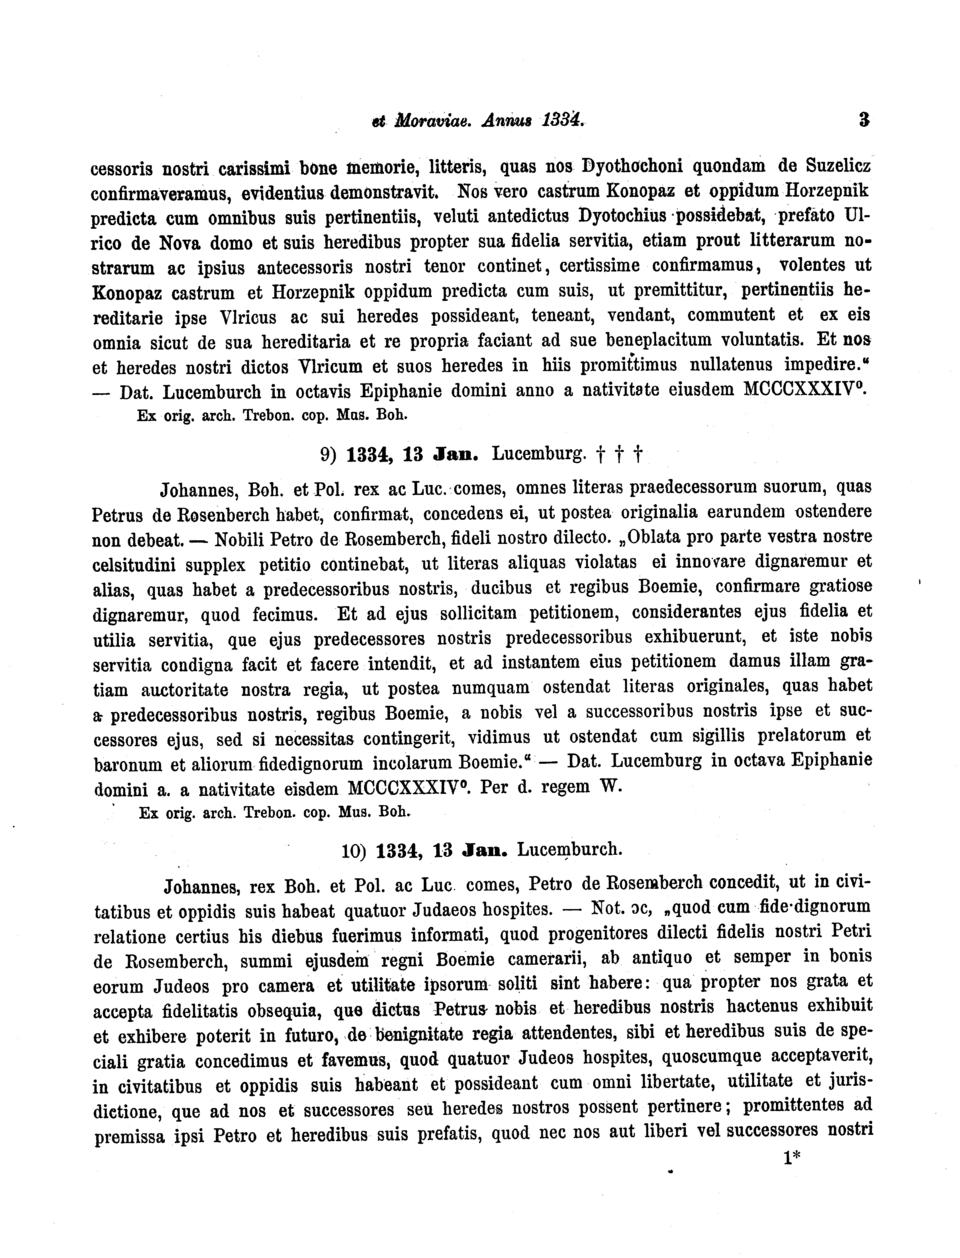 et Moraviae. Annus 1334. 3
cessoris nostri carissimi bone memorie, litteris, quas nos Dyothochoni quondam de Suzelicz
confirmaveramus, evidentius demonstravit. Nos vero castrum Konopaz et oppidum Horzepnik
predicta cum omnibus suis pertinentiis, veluti antedictus Dyotochius possidebat, prefato Ul-
rico de Nova domo et suis heredibus propter sua fidelia servitia, etiam prout litterarum no-
strarum ac ipsius antecessoris nostri tenor continet, certissime confirmamus, volentes ut
Konopaz castrum et Horzepnik oppidum predicta cum suis, ut premittitur, pertinentiis he-
reditarie ipse Vlricus ac sui heredes possideant, teneant, vendant, commutent et ex eis
omnia sicut de sua hereditaria et re propria faciant ad sue beneplacitum voluntatis. Et nos
et heredes nostri dictos Vlricum et suos heredes in hiis promittimus nullatenus impedire.“
— Dat. Lucemburch in octavis Epiphanie domini anno a nativitate eiusdem MCCCXXXIV⁰.
Ex orig. arch. Trebon. cop. Mus. Boh.
9) 1334, 13 Jan. Lucemburg. † † †
Johannes, Boh. et Pol. rex ac Luc. comes, omnes literas praedecessorum suorum, quas
Petrus de Rosenberch habet, confirmat, concedens ei, ut postea originalia earundem ostendere
non debeat. — Nobili Petro de Rosemberch, fideli nostro dilecto. „Oblata pro parte vestra nostre
celsitudini supplex petitio continebat, ut literas aliquas violatas ei innovare dignaremur et
alias, quas habet a predecessoribus nostris, ducibus et regibus Boemie, confirmare gratiose
dignaremur, quod fecimus. Et ad ejus sollicitam petitionem, considerantes ejus fidelia et
utilia servitia, que ejus predecessores nostris predecessoribus exhibuerunt, et iste nobis
servitia condigna facit et facere intendit, et ad instantem eius petitionem damus illam gra-
tiam auctoritate nostra regia, ut postea numquam ostendat literas originales, quas habet
a predecessoribus nostris, regibus Boemie, a nobis vel a successoribus nostris ipse et suc-
cessores ejus, sed si necessitas contingerit, vidimus ut ostendat cum sigillis prelatorum et
baronum et aliorum fidedignorum incolarum Boemie.“ — Dat. Lucemburg in octava Epiphanie
domini a. a nativitate eisdem MCCCXXXIV⁰. Per d. regem W.
Ex orig. arch. Trebon. cop. Mus. Boh.
10) 1334, 13 Jan. Lucemburch.
Johannes, rex Boh. et Pol. ac Luc. comes, Petro de Rosemberch concedit, ut in civi-
tatibus et oppidis suis habeat quatuor Judaeos hospites. — Not. ɔc, „quod cum fide dignorum
relatione certius his diebus fuerimus informati, quod progenitores dilecti fidelis nostri Petri
de Rosemberch, summi ejusdem regni Boemie camerarii, ab antiquo et semper in bonis
eorum Judeos pro camera et utilitate ipsorum soliti sint habere: qua propter nos grata et
accepta fidelitatis obsequia, que dictus Petrus nobis et heredibus nostris hactenus exhibuit
et exhibere poterit in futuro, de benignitate regia attendentes, sibi et heredibus suis de spe-
ciali gratia concedimus et favemus, quod quatuor Judeos hospites, quoscumque acceptaverit,
in civitatibus et oppidis suis habeant et possideant cum omni libertate, utilitate et juris-
dictione, que ad nos et successores seu heredes nostros possent pertinere; promittentes ad
premissa ipsi Petro et heredibus suis prefatis, quod nec nos aut liberi vel successores nostri
1*